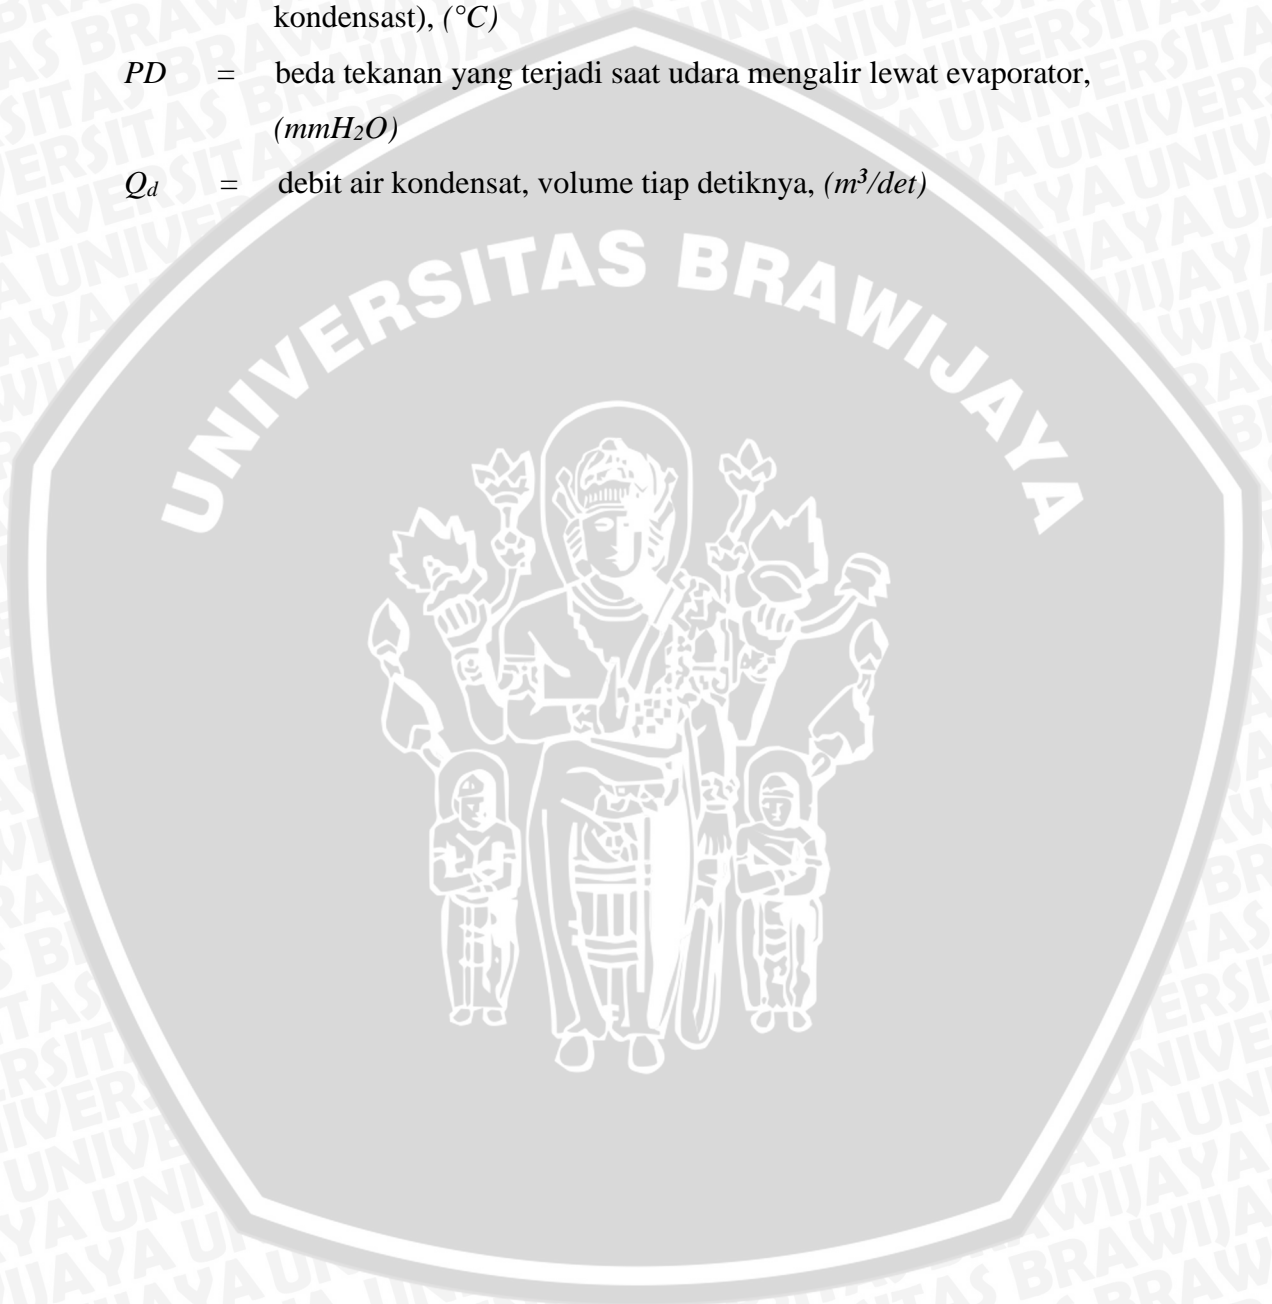 kondensast), (°C)
PD = beda tekanan yang terjadi saat udara mengalir lewat evaporator,
(mmH₂O)
Q_d = debit air kondensat, volume tiap detiknya, (m³/det)
UNIVERSITAS BRAWIJAYA